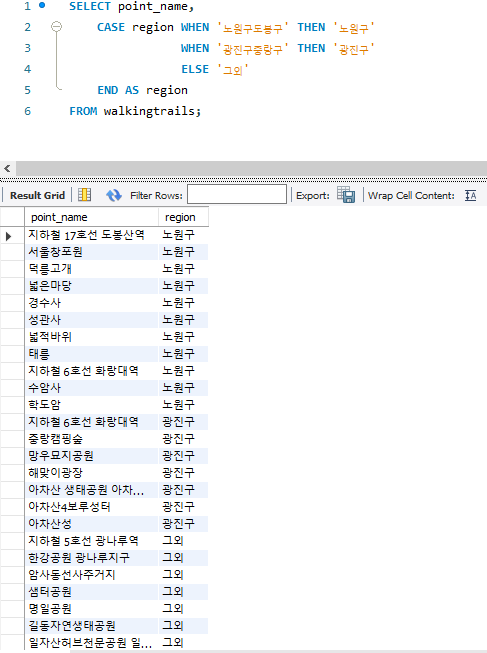 1 SELECT point_name,
2 CASE region WHEN '노원구도봉구' THEN '노원구'
3 WHEN '광진구중랑구' THEN '광진구'
4 ELSE '그외'
5 END AS region
6 FROM walkingtrails;
Result Grid Filter Rows: Export: Wrap Cell Content:
point_name region
지하철 17호선 도봉산역 노원구
서울창포원 노원구
덕릉고개 노원구
넓은마당 노원구
경수사 노원구
성관사 노원구
넓적바위 노원구
태릉 노원구
지하철 6호선 화랑대역 노원구
수암사 노원구
학도암 노원구
지하철 6호선 화랑대역 광진구
중랑캠핑숲 광진구
망우묘지공원 광진구
해맞이광장 광진구
아차산 생태공원 아차... 광진구
아차산4보루성터 광진구
아차산성 광진구
지하철 5호선 광나루역 그외
한강공원 광나루지구 그외
암사동선사주거지 그외
샘터공원 그외
명일공원 그외
길동자연생태공원 그외
일자산허브천문공원 일... 그외